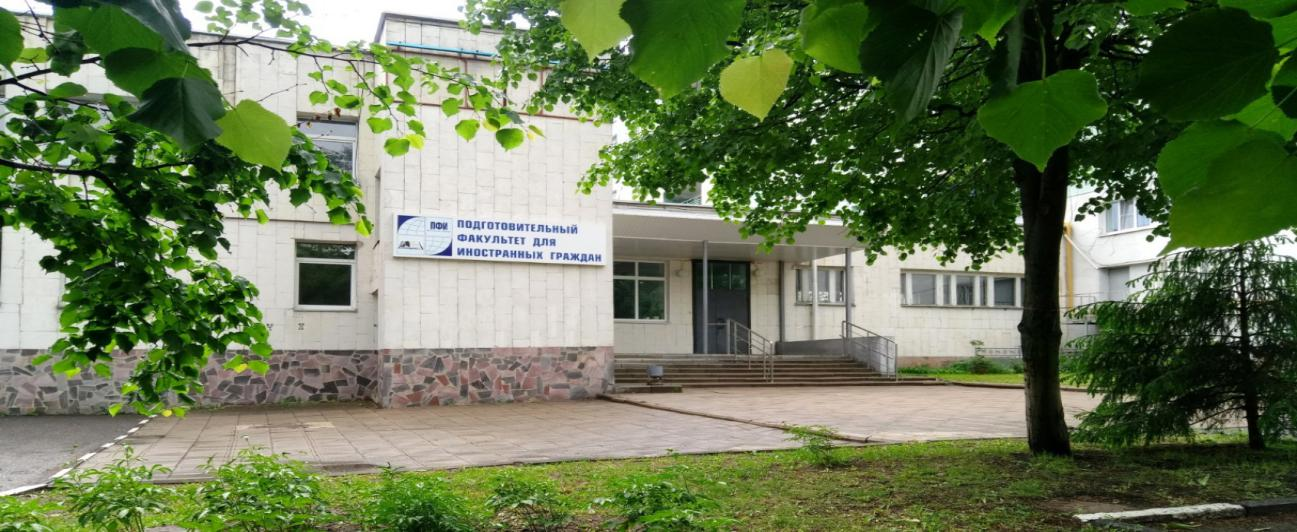 ПФИ
ПОДГОТОВИТЕЛЬНЫЙ
ФАКУЛЬТЕТ ДЛЯ
ИНОСТРАННЫХ ГРАЖДАН